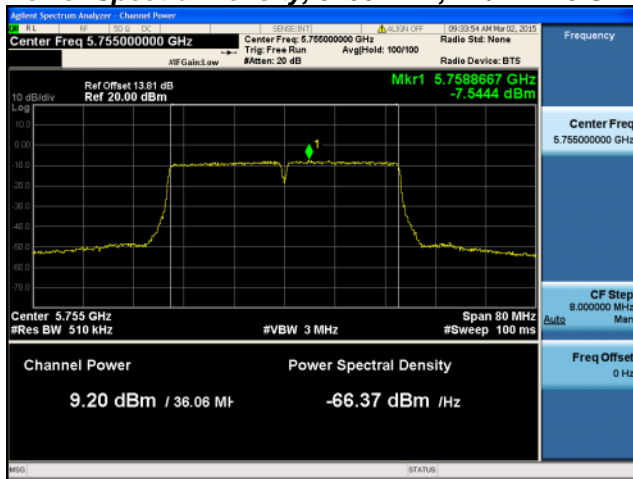 Agilent Spectrum Analyzer - Channel Power
RL RF 50 Ω DC SENSE:INT ALIGN OFF 09:33:54 AM Mar 02, 2015
Center Freq 5.755000000 GHz
#IFGain:Low
Center Freq: 5.755000000 GHz
Trig: Free Run Avg|Hold: 100/100
#Atten: 20 dB
Radio Std: None
Radio Device: BTS
Ref Offset 13.81 dB
10 dB/div Ref 20.00 dBm
Log
Mkr1 5.7588667 GHz
-7.5444 dBm
10.0
0.00
-10.0
-20.0
-30.0
-40.0
-50.0
-60.0
-70.0
1
Center 5.755 GHz Span 80 MHz
#Res BW 510 kHz #VBW 3 MHz #Sweep 100 ms
Channel Power Power Spectral Density
9.20 dBm / 36.06 MH -66.37 dBm /Hz
MSG STATUS
Frequency
Center Freq
5.755000000 GHz
CF Step
8.000000 MHz
Auto Man
Freq Offset
0 Hz